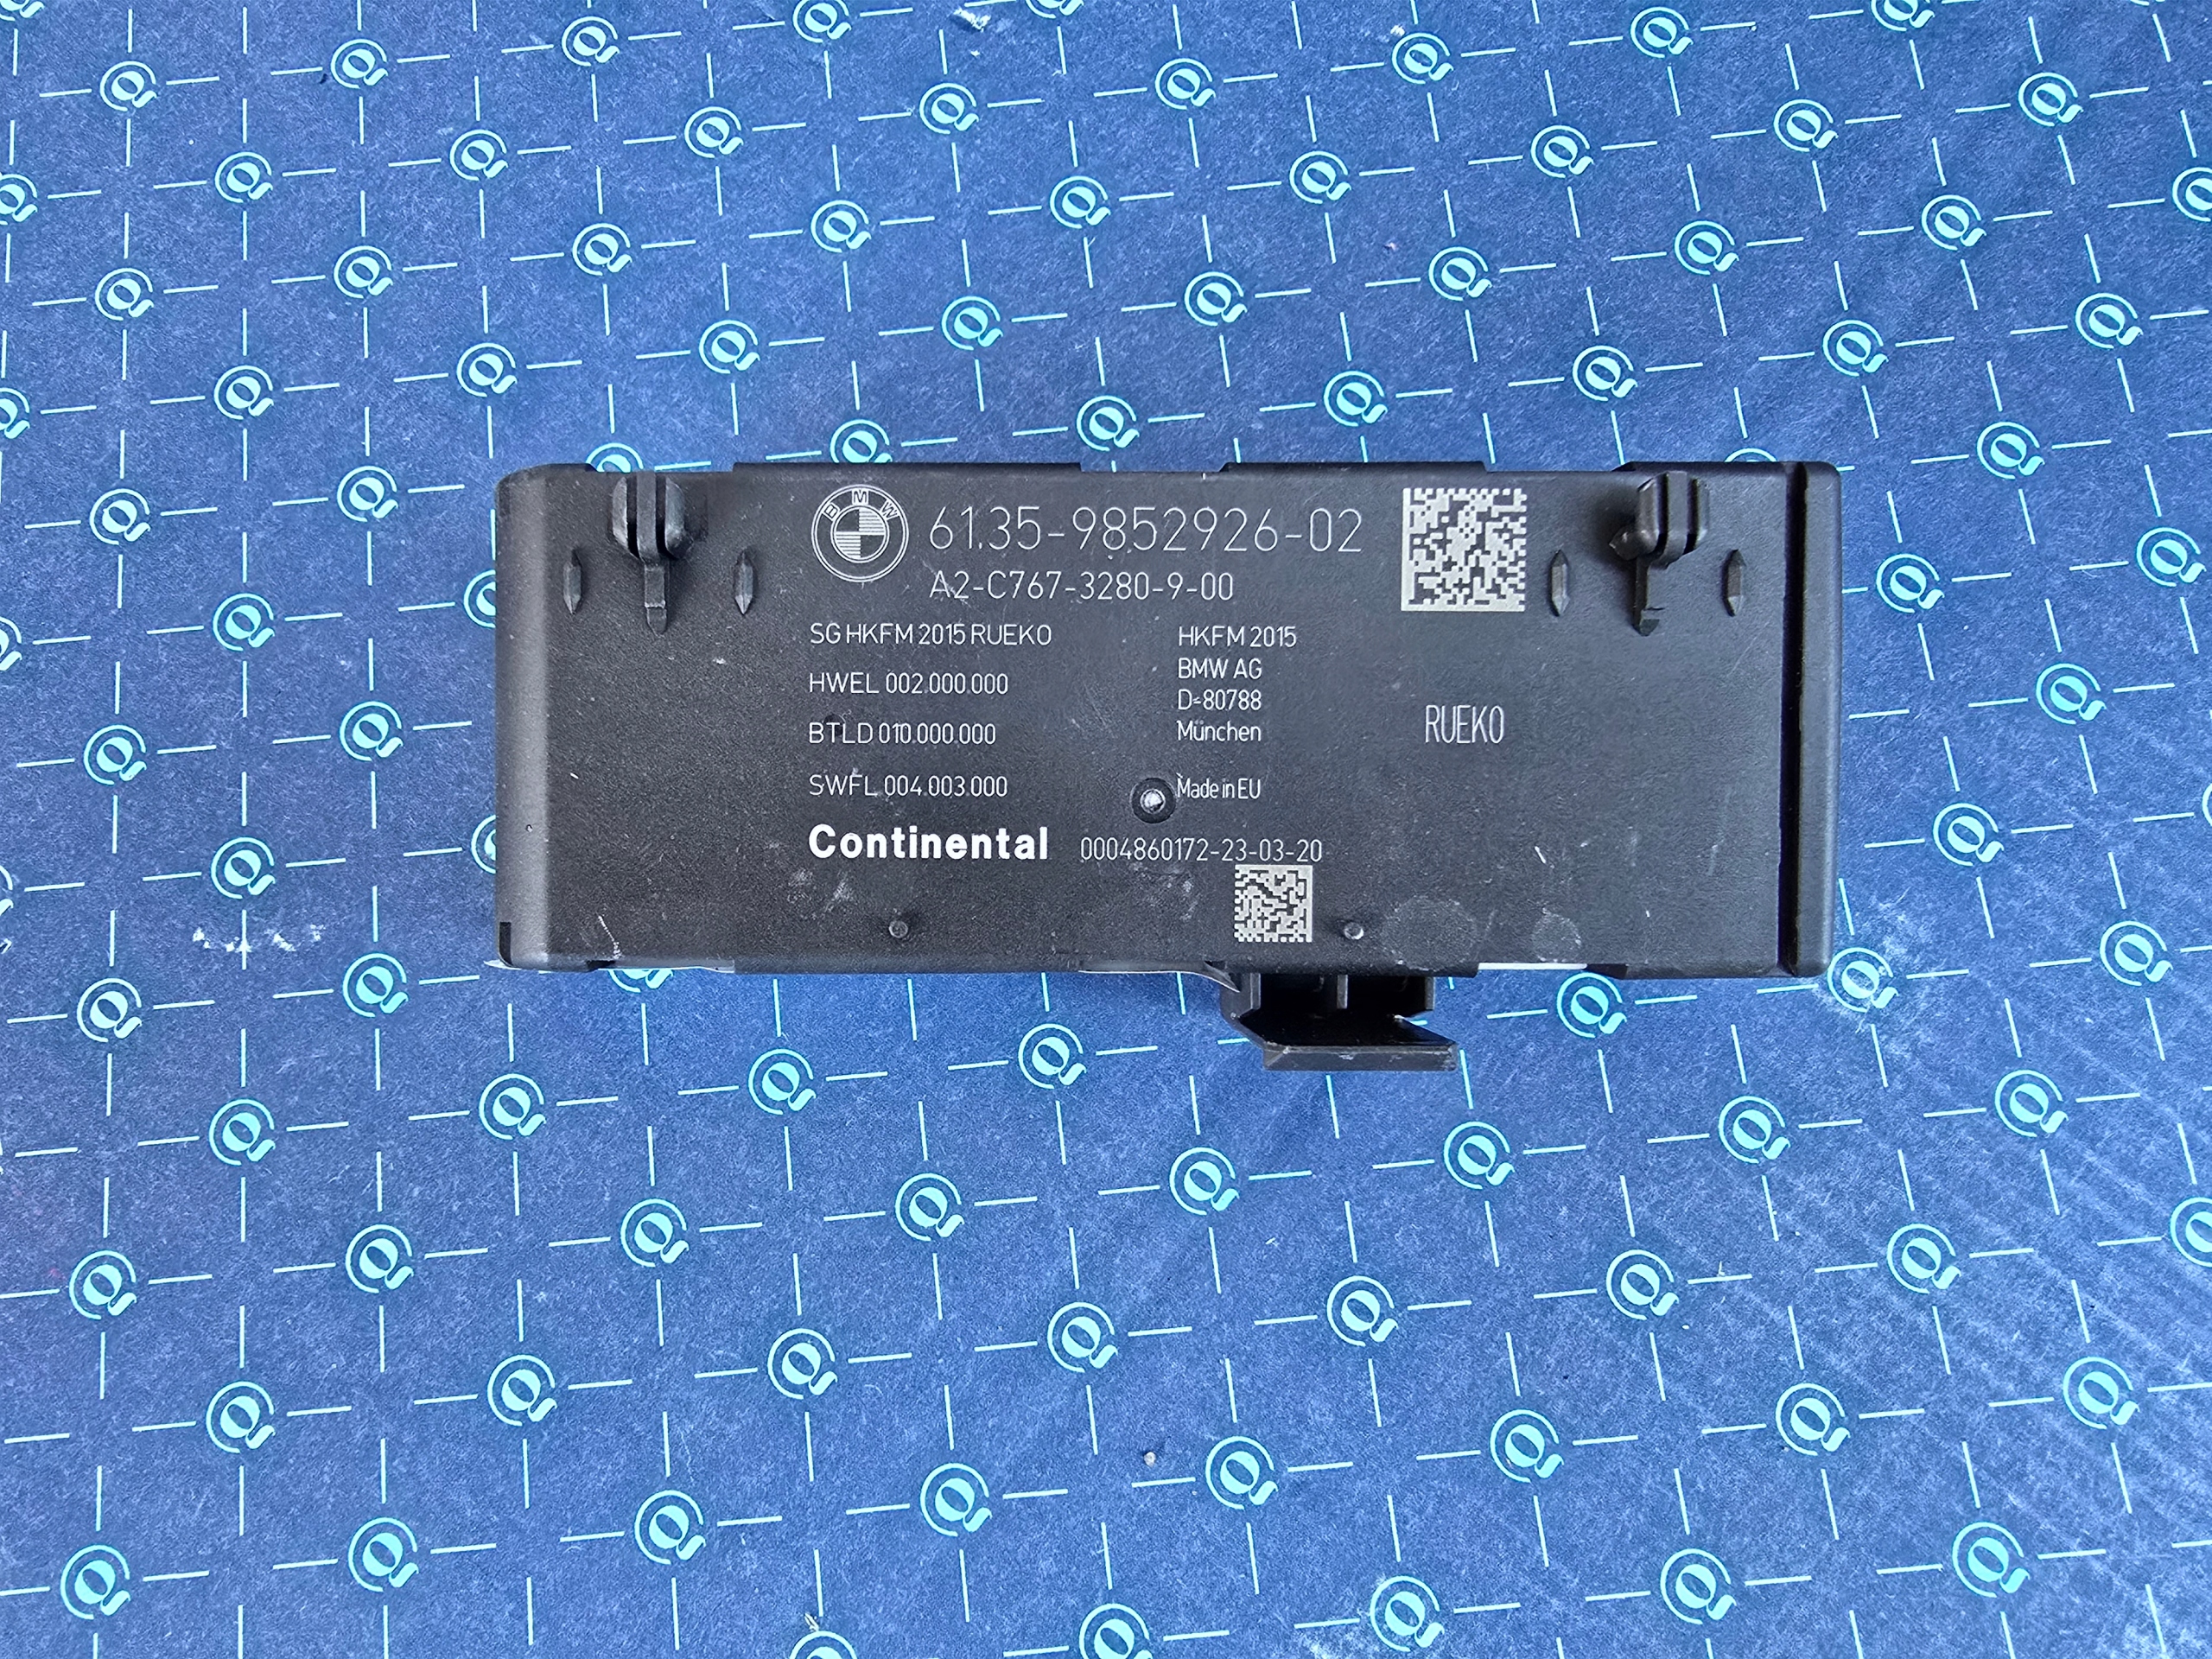 BMW
61.35-9852926-02
A2-C767-3280-9-00
SG HKFM 2015 RUEKO
HWEL 002.000.000
BTLD 010.000.000
SWFL 004.003.000
HKFM 2015
BMW AG
D-80788
München
Made in EU
RUEKO
Continental 0004860172-23-03-20